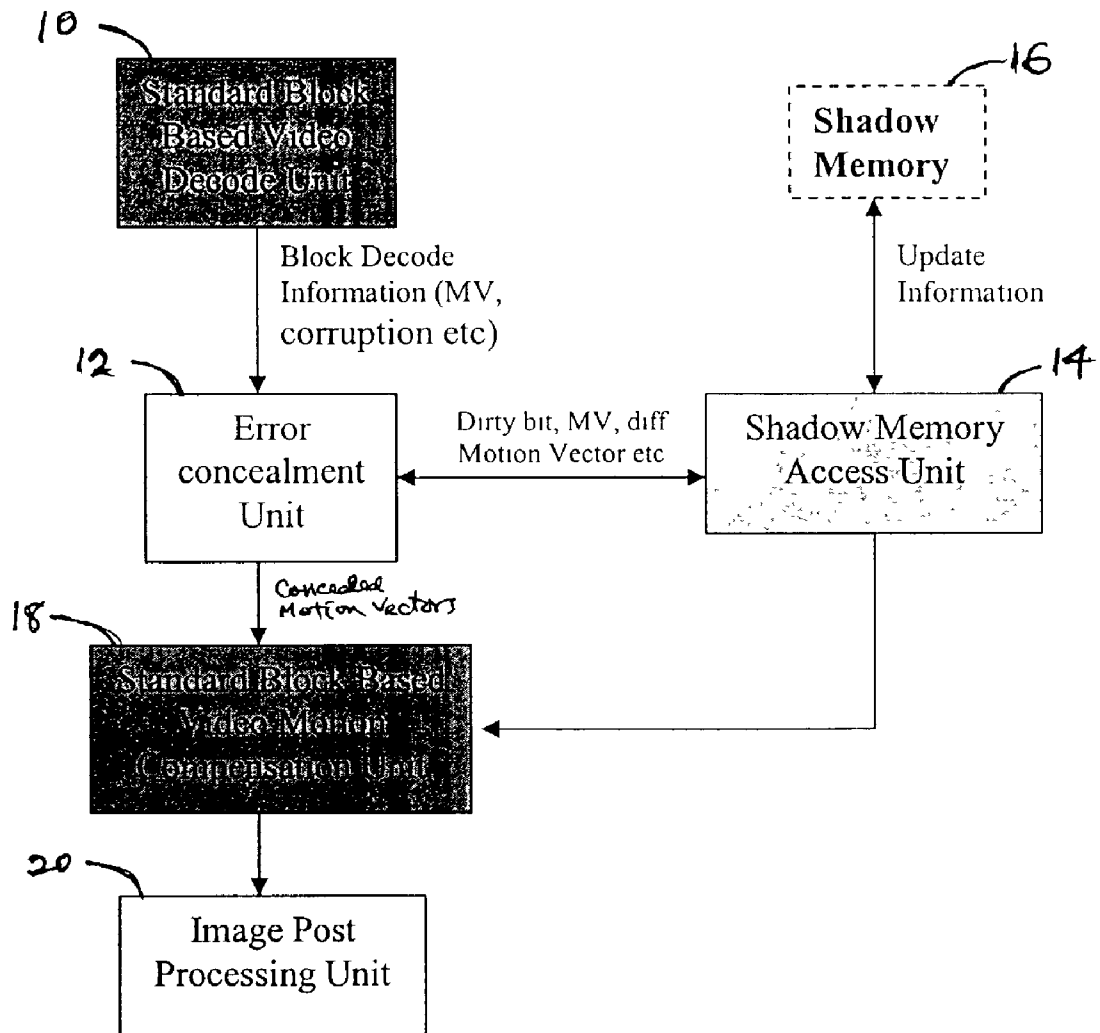 10
Standard Block
Based Video
Decode Unit
16
Shadow
Memory
Block Decode
Information (MV,
corruption etc)
Update
Information
12
Error
concealment
Unit
Dirty bit, MV, diff
Motion Vector etc
14
Shadow Memory
Access Unit
Concealed
Motion Vectors
18
Standard Block Based
Video Motion
Compensation Unit
20
Image Post
Processing Unit